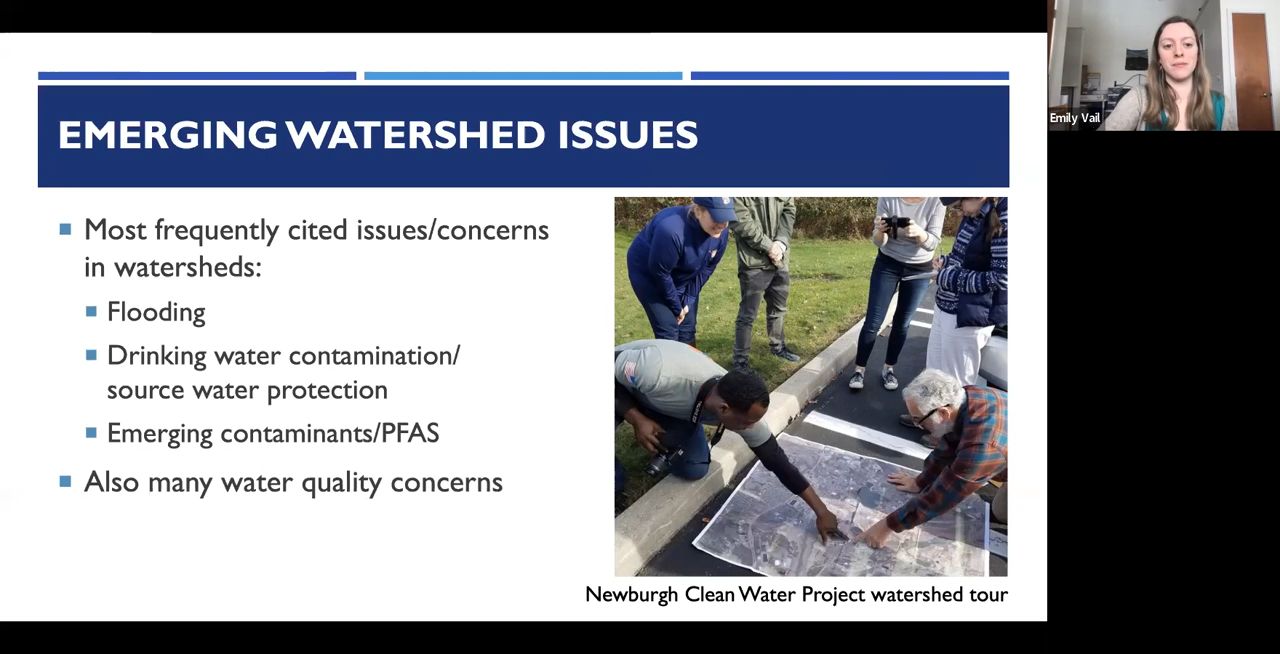 EMERGING WATERSHED ISSUES
Most frequently cited issues/concerns
in watersheds:
Flooding
Drinking water contamination/
source water protection
Emerging contaminants/PFAS
Also many water quality concerns
Newburgh Clean Water Project watershed tour
Emily Vail